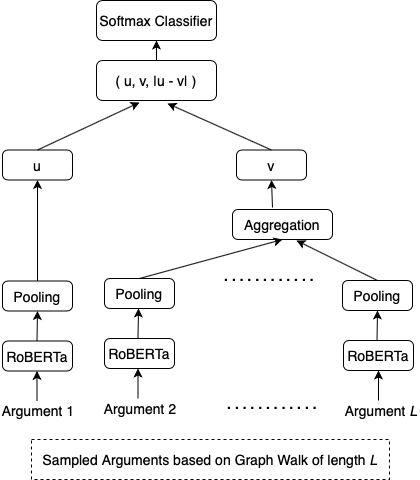 Softmax Classifier
( u, v, |u - v| )
u
v
Aggregation
Pooling
Pooling
Pooling
RoBERTa
RoBERTa
RoBERTa
Argument 1
Argument 2
Argument L
Sampled Arguments based on Graph Walk of length L